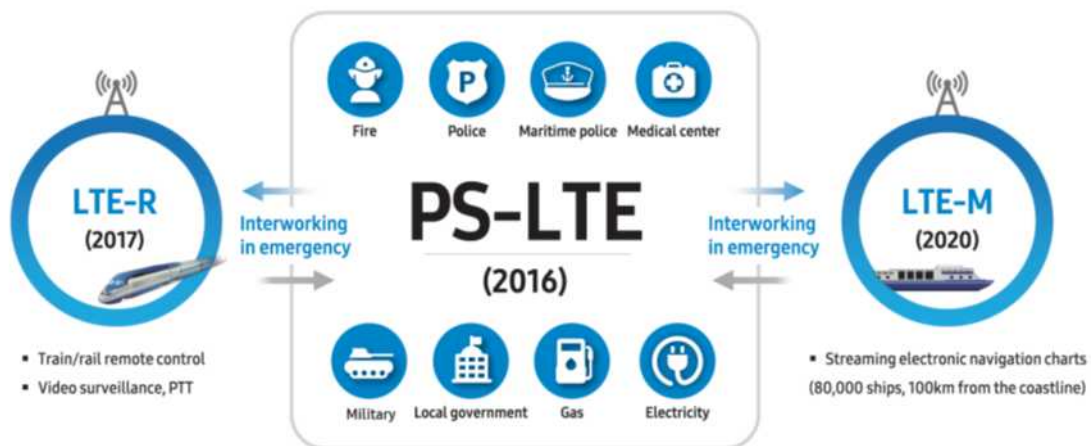 Fire
Police
Maritime police
Medical center
P
LTE-R
(2017)
Interworking
in emergency
PS-LTE
(2016)
Interworking
in emergency
LTE-M
(2020)
▪ Train/rail remote control
▪ Video surveillance, PTT
Military
Local government
Gas
Electricity
▪ Streaming electronic navigation charts
(80,000 ships, 100km from the coastline)